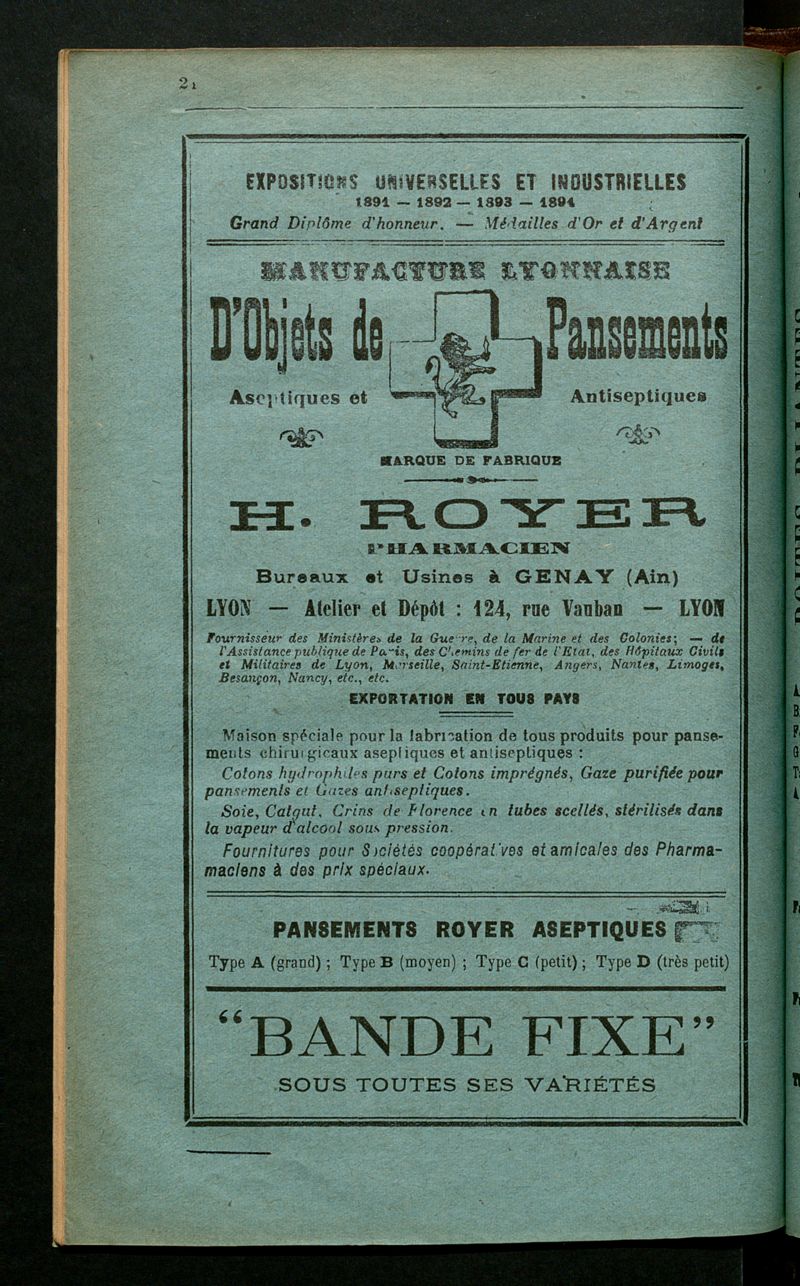 21
EXPOSITIONS UNIVERSELLES ET INDUSTRIELLES
1891 — 1892 — 1893 — 1894
Grand Diplôme d'honneur. — Médailles d'Or et d'Argent
MANUFACTURE LYONNAISE
D'Objets de Pansements
Aseptiques et Antiseptiques
MARQUE DE FABRIQUE
H. ROYER
PHARMACIEN
Bureaux et Usines à GENAY (Ain)
LYON — Atelier et Dépôt : 124, rue Vauban — LYON
Fournisseur des Ministères de la Guerre, de la Marine et des Colonies; — de
l'Assistance publique de Paris, des Chemins de fer de l'Etat, des Hôpitaux Civils
et Militaires de Lyon, Marseille, Saint-Etienne, Angers, Nantes, Limoges,
Besançon, Nancy, etc., etc.
EXPORTATION EN TOUS PAYS
Maison spéciale pour la fabrication de tous produits pour panse-
ments chirurgicaux aseptiques et antiseptiques :
Cotons hydrophiles purs et Cotons imprégnés, Gaze purifiée pour
pansements et Gazes antiseptiques.
Soie, Catgut, Crins de Florence en tubes scellés, stérilisés dans
la vapeur d'alcool sous pression.
Fournitures pour Sociétés coopératives et amicales des Pharma-
maciens à des prix spéciaux.
PANSEMENTS ROYER ASEPTIQUES
Type A (grand) ; Type B (moyen) ; Type C (petit) ; Type D (très petit)
“BANDE FIXE”
SOUS TOUTES SES VARIÉTÉS